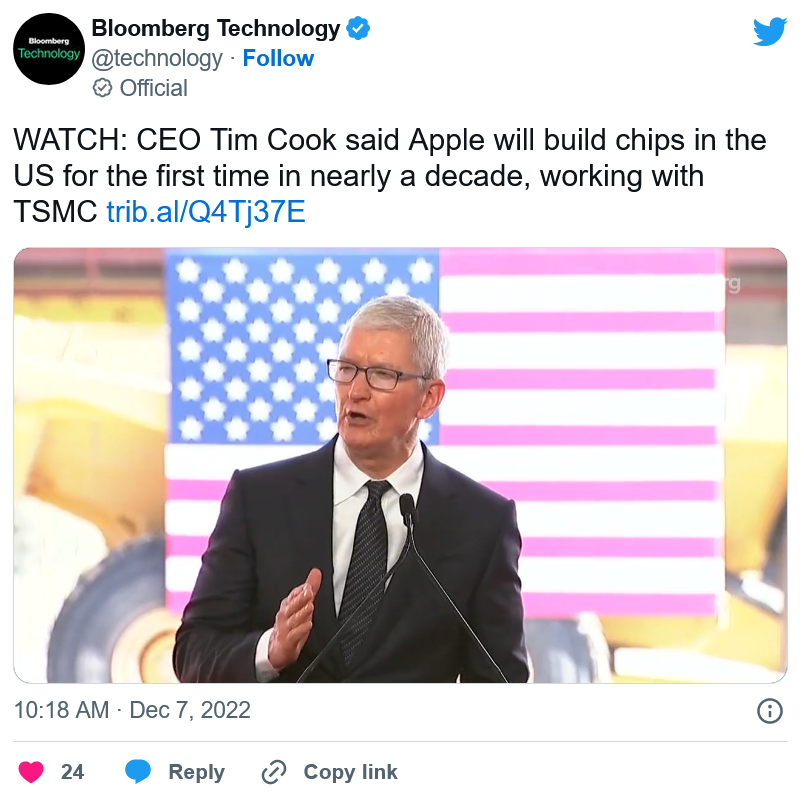 Bloomberg
Technology
Bloomberg Technology
@technology · Follow
Official
WATCH: CEO Tim Cook said Apple will build chips in the
US for the first time in nearly a decade, working with
TSMC trib.al/Q4Tj37E
rg
10:18 AM · Dec 7, 2022
24 Reply Copy link